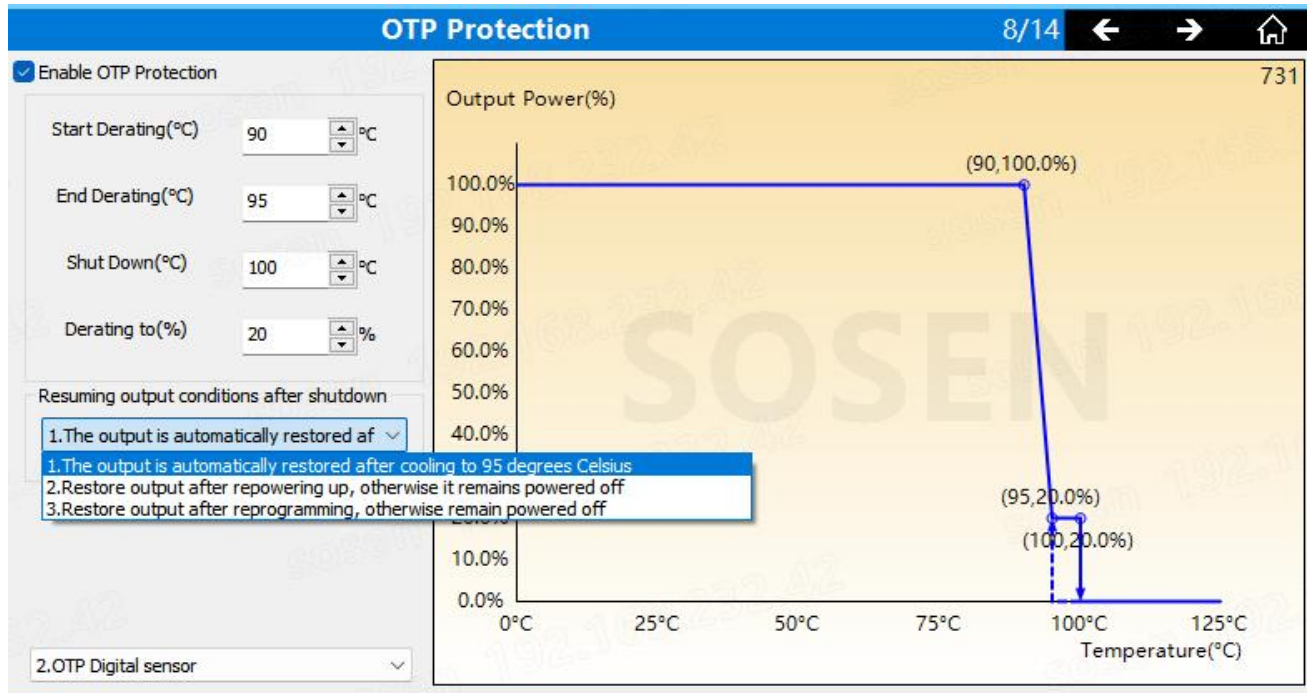 OTP Protection
8/14
Enable OTP Protection
Start Derating(°C)
90
°C
End Derating(°C)
95
°C
Shut Down(°C)
100
°C
Derating to(%)
20
%
Resuming output conditions after shutdown
1.The output is automatically restored af
1.The output is automatically restored after cooling to 95 degrees Celsius
2.Restore output after repowering up, otherwise it remains powered off
3.Restore output after reprogramming, otherwise remain powered off
2.OTP Digital sensor
731
Output Power(%)
(90,100.0%)
100.0%
90.0%
80.0%
70.0%
60.0%
50.0%
40.0%
(95,20.0%)
(100,20.0%)
10.0%
0.0%
0°C
25°C
50°C
75°C
100°C
125°C
Temperature(°C)
SOSEN